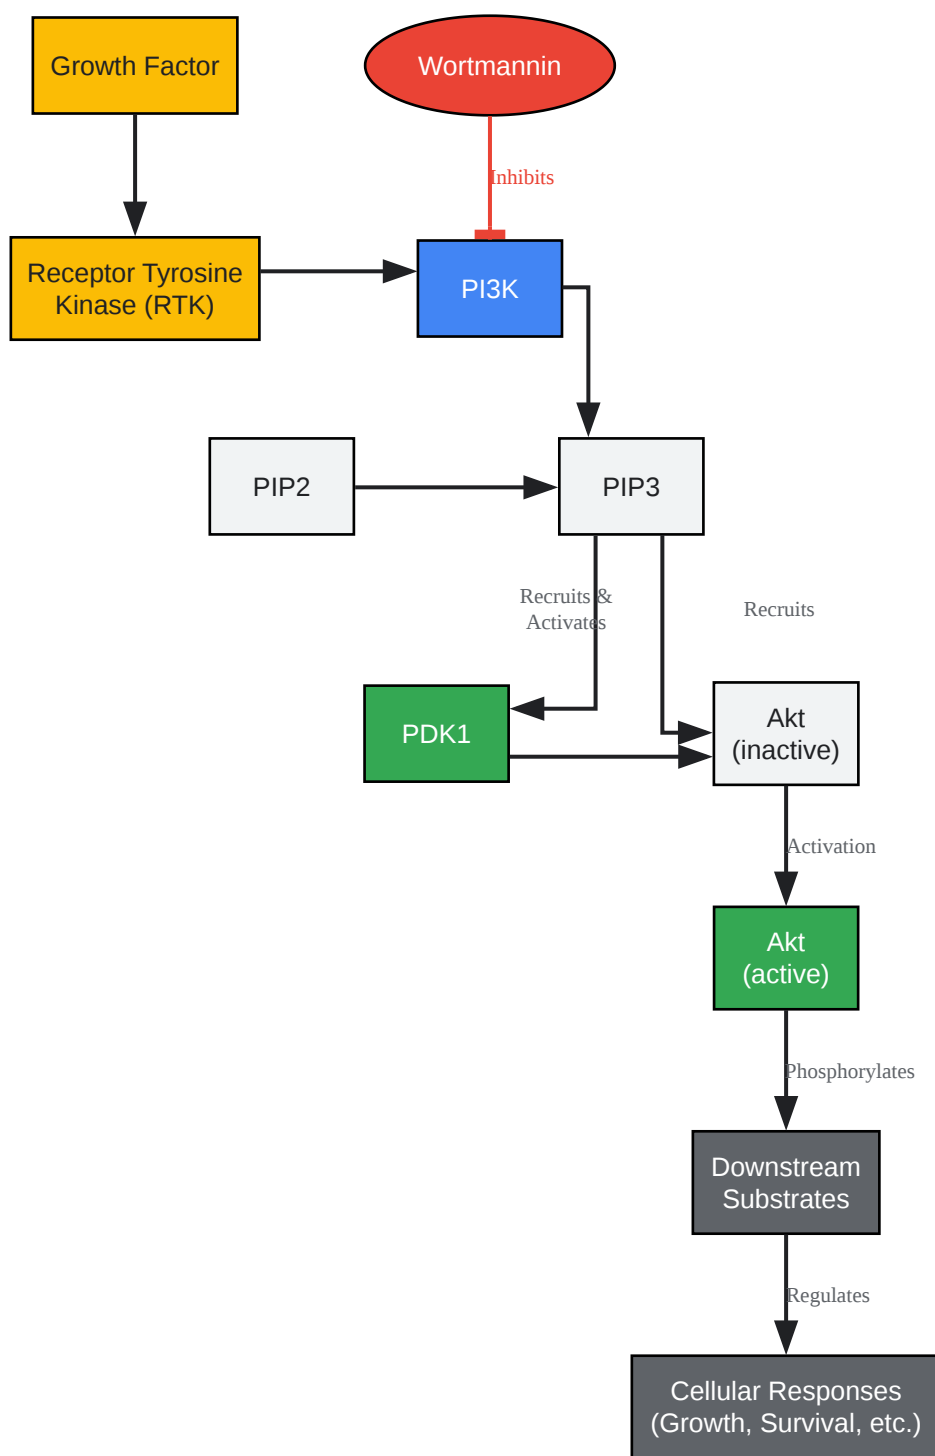 Growth Factor
Wortmannin
Inhibits
Receptor Tyrosine
Kinase (RTK)
PI3K
PIP2
PIP3
Recruits &
Activates
Recruits
PDK1
Akt
(inactive)
Activation
Akt
(active)
Phosphorylates
Downstream
Substrates
Regulates
Cellular Responses
(Growth, Survival, etc.)